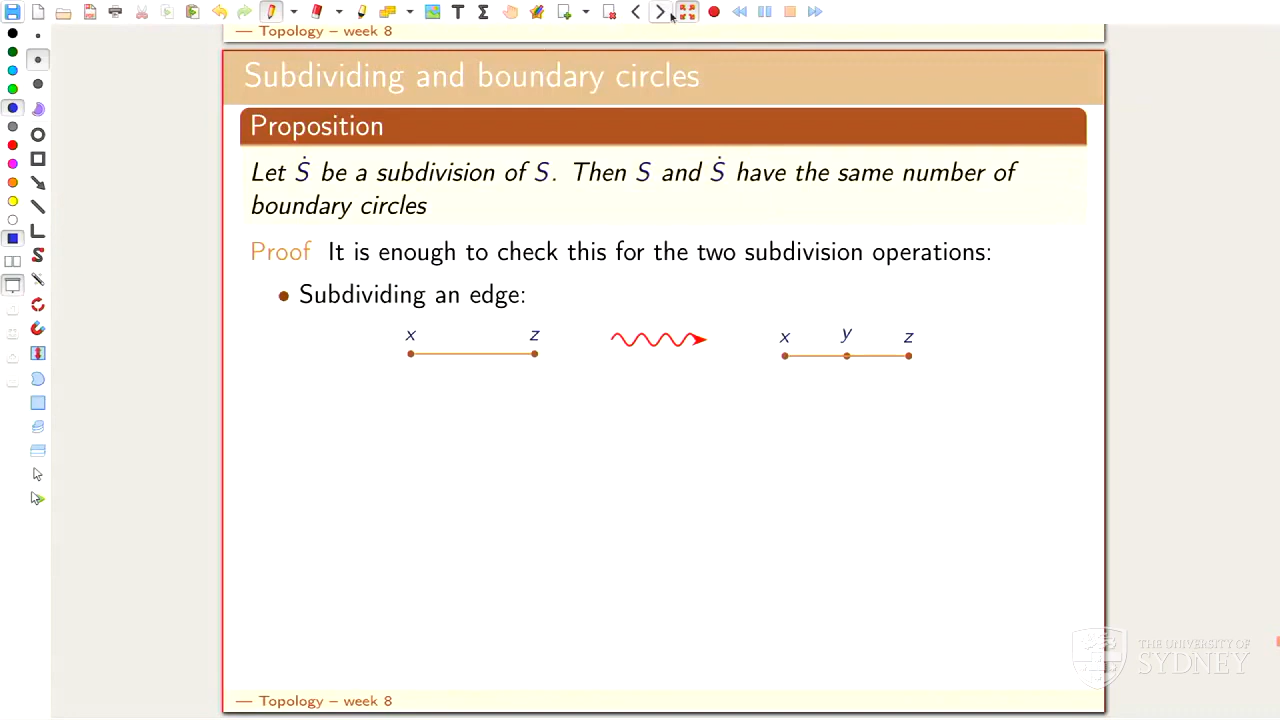 — Topology – week 8
Subdividing and boundary circles
Proposition
Let Ṡ be a subdivision of S. Then S and Ṡ have the same number of
boundary circles
Proof It is enough to check this for the two subdivision operations:
• Subdividing an edge:
x z x y z
THE UNIVERSITY OF
SYDNEY
— Topology – week 8